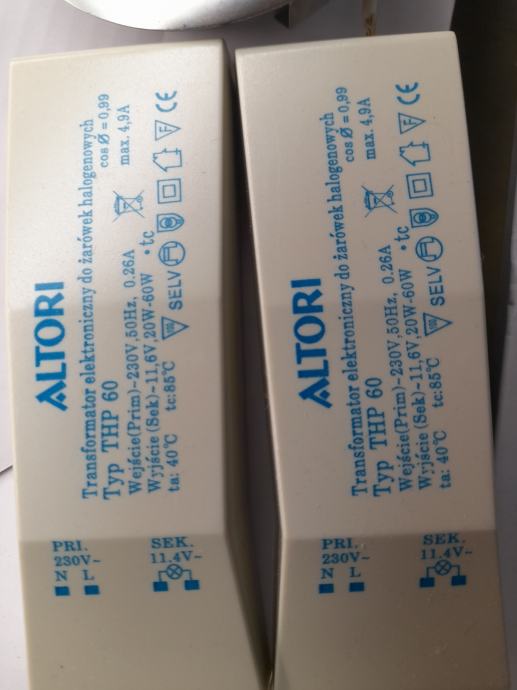 ALTORI
Transformator elektroniczny do żarówek halogenowych
Typ THP 60
cos Ø = 0,99
Wejście(Prim)~230V,50Hz, 0.26A
max. 4,9A
Wyjście(Sek)~11,6V,20W-60W
• tc
ta: 40°C tc:85°C
SELV
F
CE
PRI.
230V~
N L
SEK.
11.4V~
ALTORI
Transformator elektroniczny do żarówek halogenowych
Typ THP 60
cos Ø = 0,99
Wejście(Prim)~230V,50Hz, 0.26A
max. 4,9A
Wyjście(Sek)~11,6V,20W-60W
• tc
ta: 40°C tc:85°C
SELV
F
CE
PRI.
230V~
N L
SEK.
11.4V~